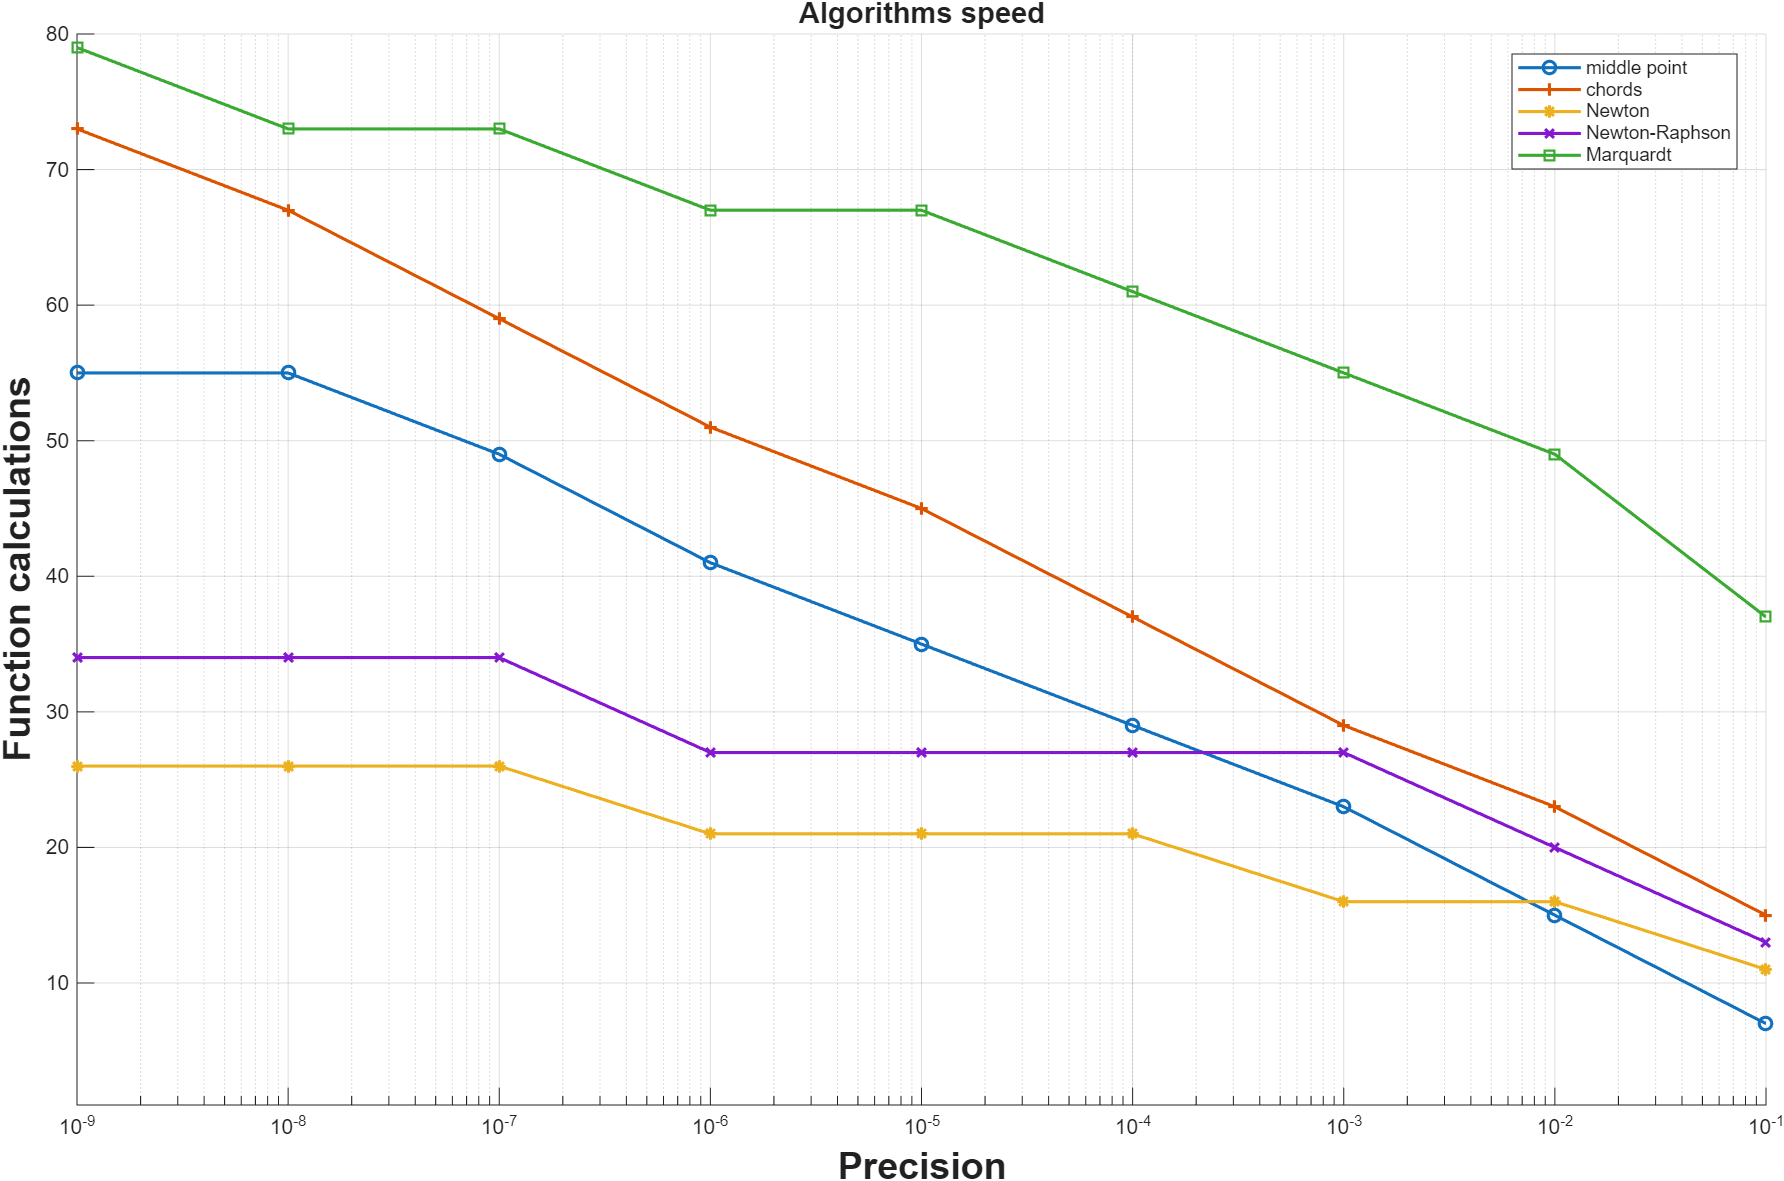 Algorithms speed
80
70
60
50
40
30
20
10
Function calculations
middle point
chords
Newton
Newton-Raphson
Marquardt
10^-9 10^-8 10^-7 10^-6 10^-5 10^-4 10^-3 10^-2 10^-1
Precision